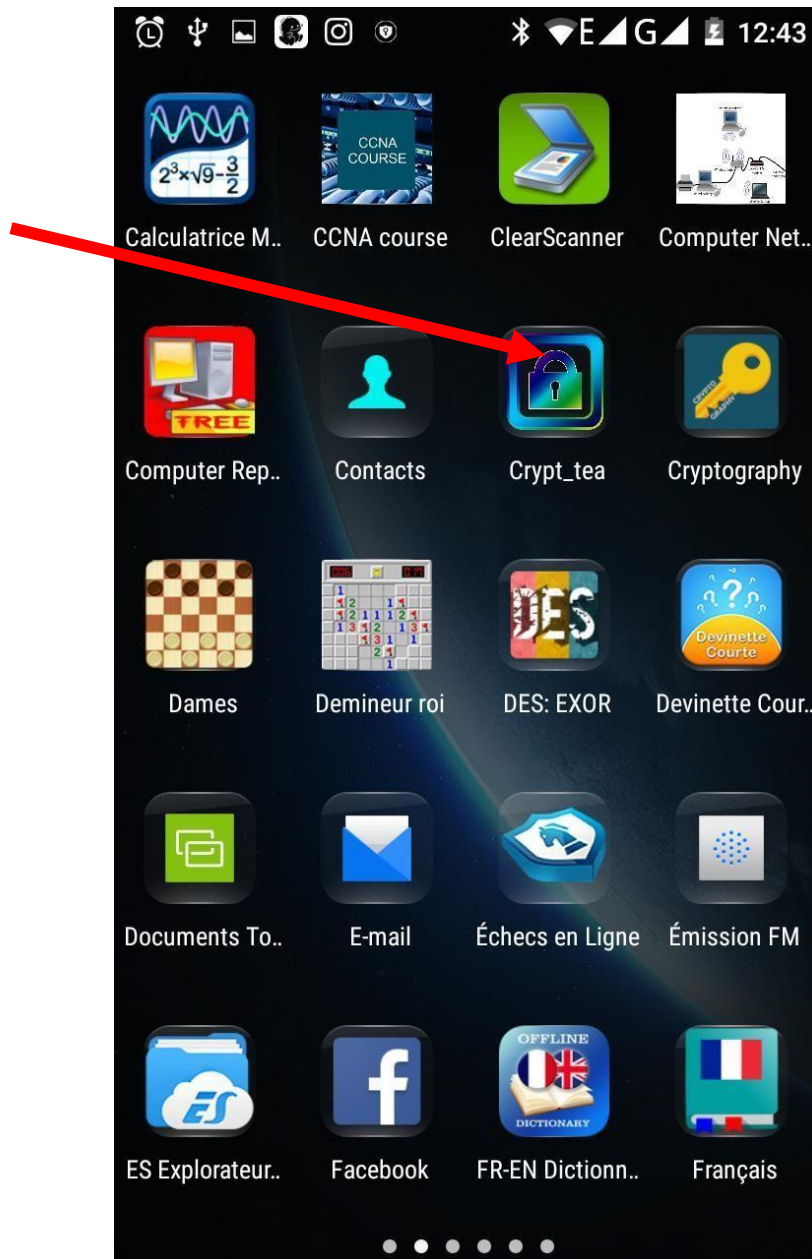 E G 12:43
2³×√9-3/2
CCNA
COURSE
Calculatrice M.. CCNA course ClearScanner Computer Net..
FREE
CRYPTO
GRAPHY
Computer Rep.. Contacts Crypt_tea Cryptography
DES
? ? ?
Devinette
Courte
Dames Demineur roi DES: EXOR Devinette Cour..
Documents To.. E-mail Échecs en Ligne Émission FM
ES
f
OFFLINE
DICTIONARY
ES Explorateur.. Facebook FR-EN Dictionn.. Français